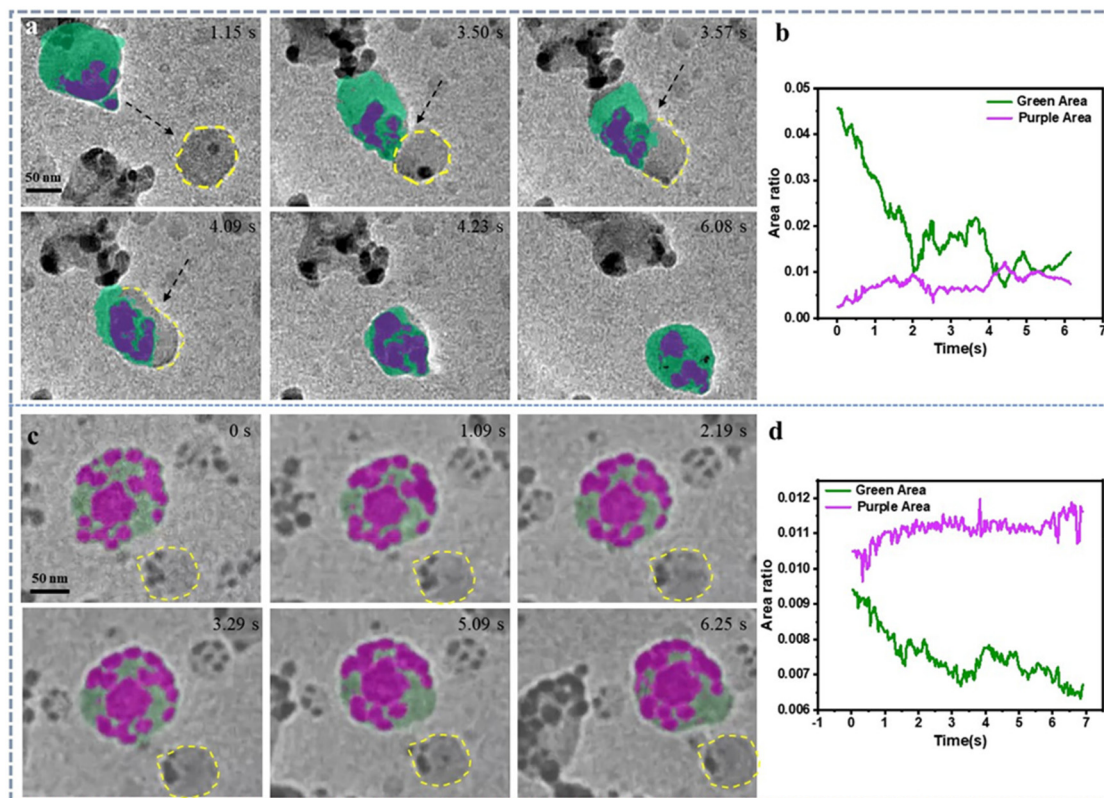 a
1.15 s
3.50 s
3.57 s
50 nm
4.09 s
4.23 s
6.08 s
b
Green Area
Purple Area
Area ratio
0.05
0.04
0.03
0.02
0.01
0.00
0 1 2 3 4 5 6 7
Time(s)
c
0 s
1.09 s
2.19 s
50 nm
3.29 s
5.09 s
6.25 s
d
Green Area
Purple Area
Area ratio
0.012
0.011
0.010
0.009
0.008
0.007
0.006
-1 0 1 2 3 4 5 6 7
Time(s)